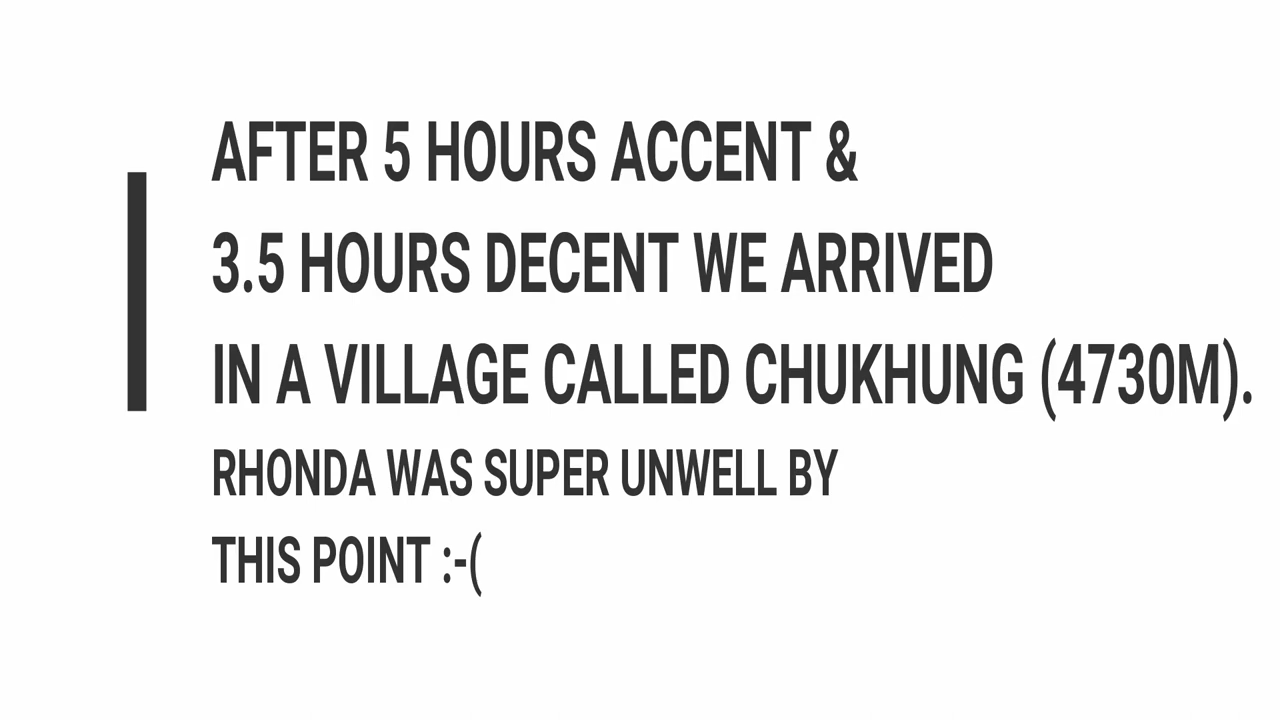 AFTER 5 HOURS ACCENT &
3.5 HOURS DECENT WE ARRIVED
IN A VILLAGE CALLED CHUKHUNG (4730M).
RHONDA WAS SUPER UNWELL BY
THIS POINT :-(